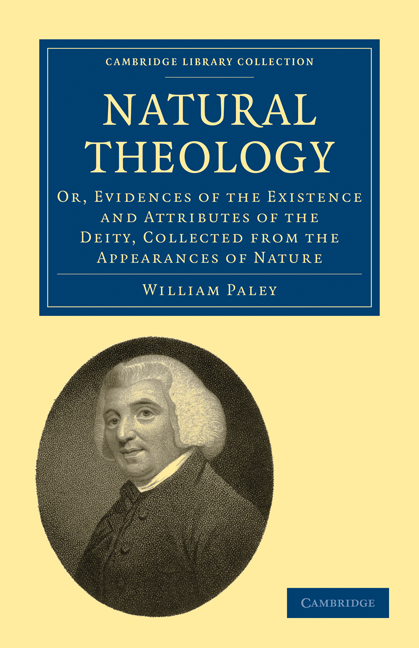 CAMBRIDGE LIBRARY COLLECTION
NATURAL
THEOLOGY
OR, EVIDENCES OF THE EXISTENCE
AND ATTRIBUTES OF THE
DEITY, COLLECTED FROM THE
APPEARANCES OF NATURE
WILLIAM PALEY
CAMBRIDGE